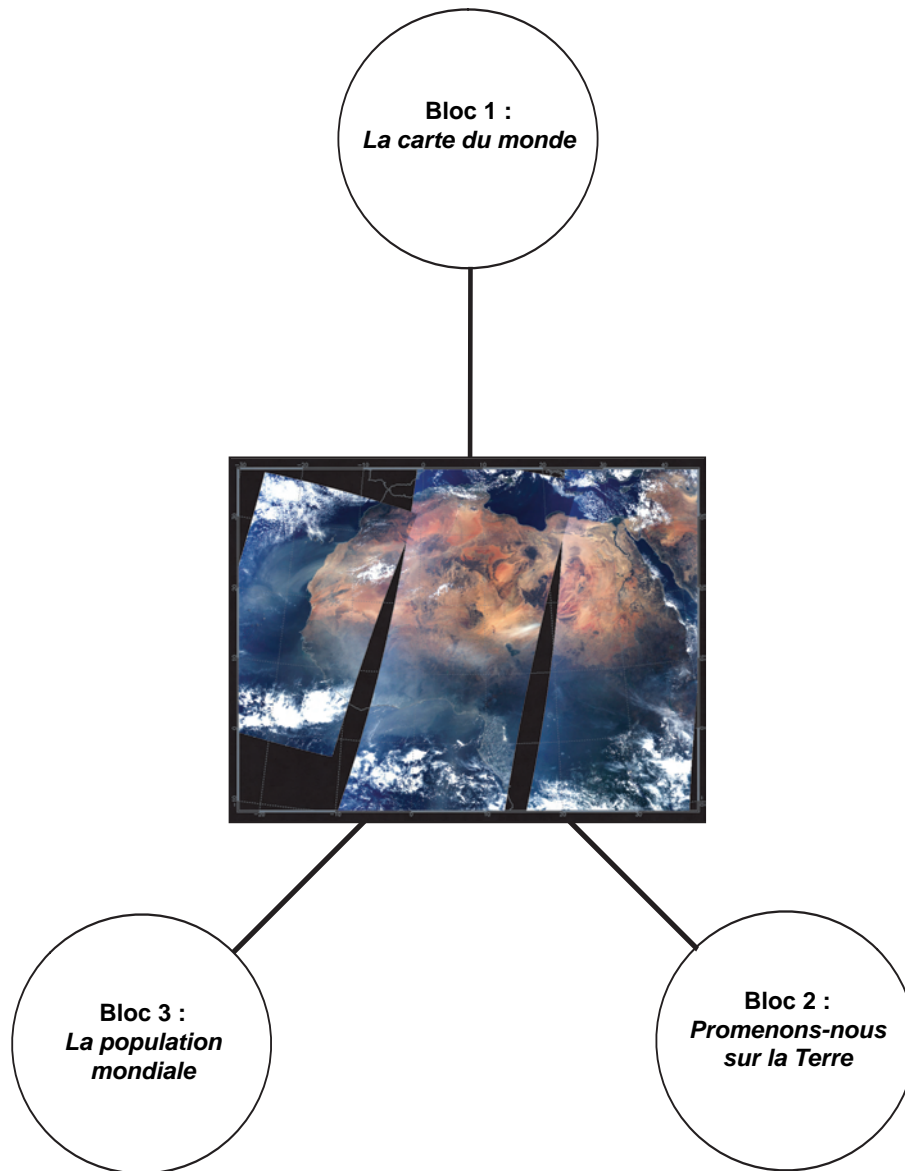 Bloc 1 :
La carte du monde
Bloc 3 :
La population
mondiale
Bloc 2 :
Promenons-nous
sur la Terre